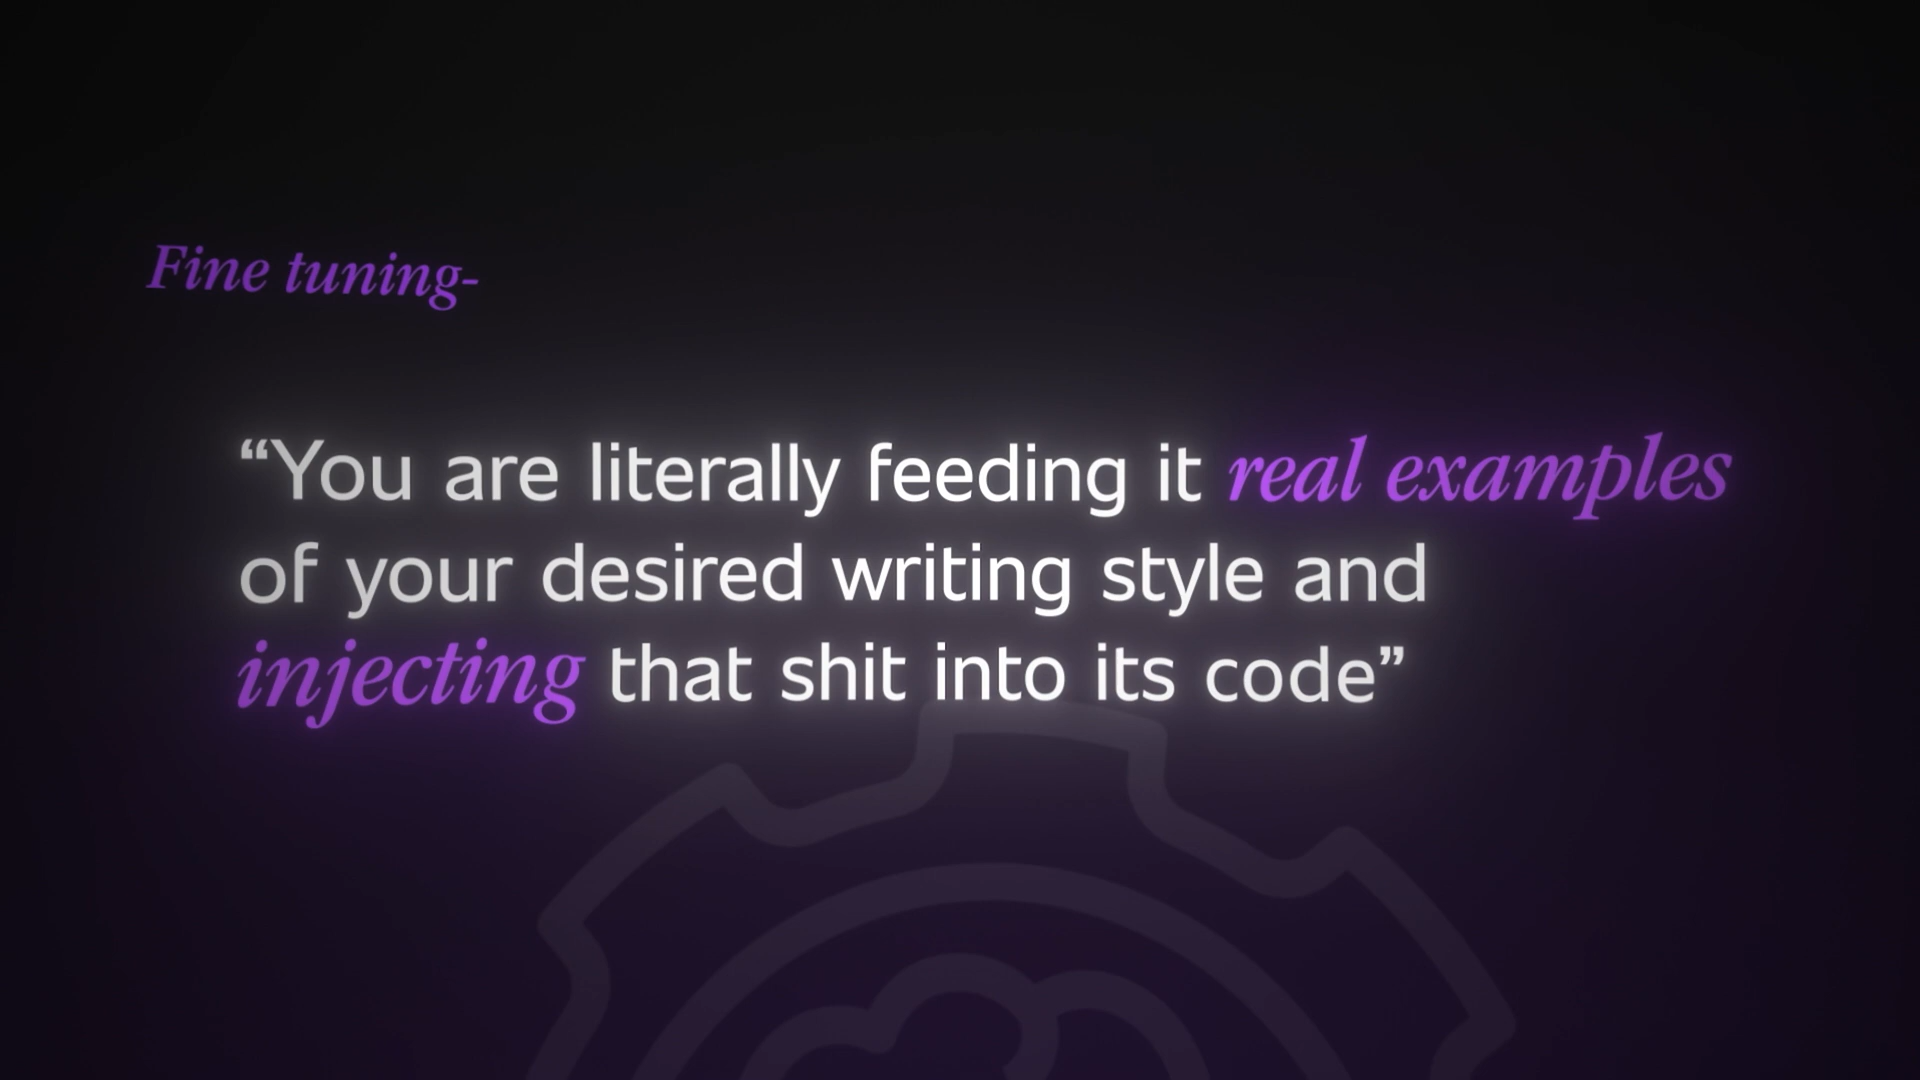 Fine tuning-
“You are literally feeding it real examples
of your desired writing style and
injecting that shit into its code”